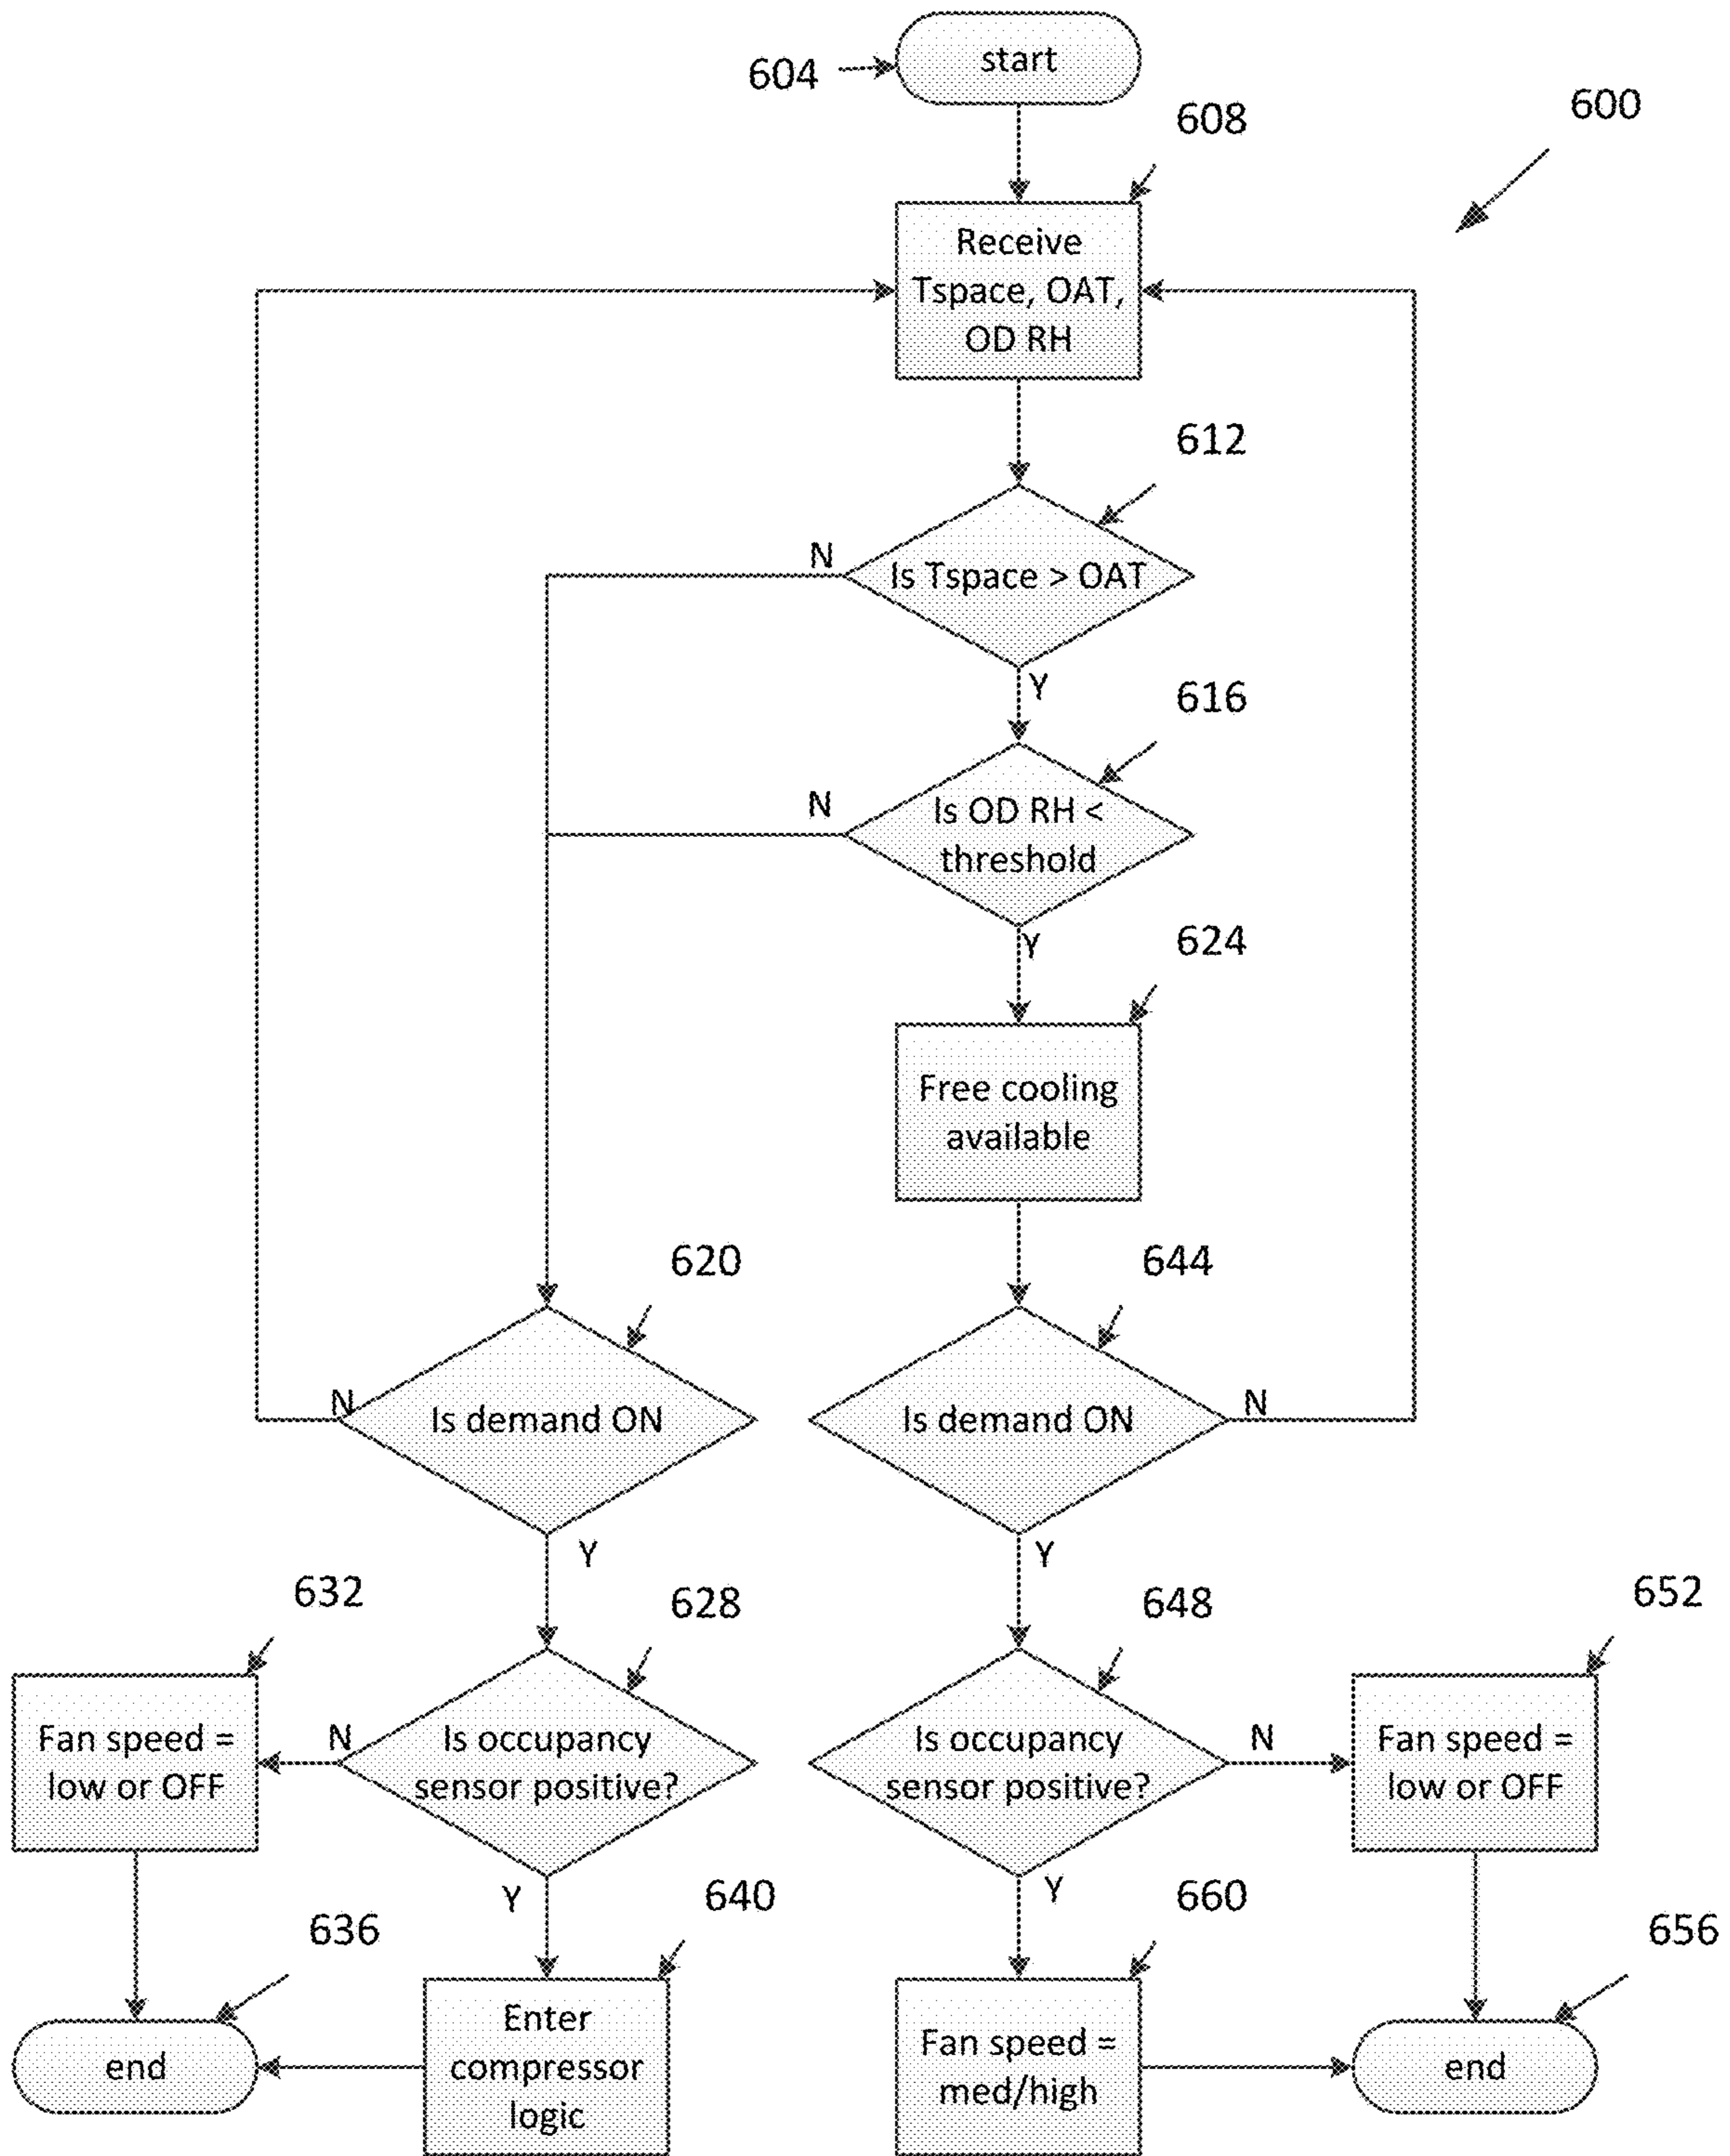 start
604
608
600
Receive
Tspace, OAT,
OD RH
612
N
Is Tspace > OAT
Y
616
N
Is OD RH <
threshold
Y
624
Free cooling
available
620
644
N
Is demand ON
Is demand ON
N
Y
Y
632
628
648
652
Fan speed =
low or OFF
N
Is occupancy
sensor positive?
Is occupancy
sensor positive?
N
Fan speed =
low or OFF
Y
640
Y
660
636
656
end
Enter
compressor
logic
Fan speed =
med/high
end